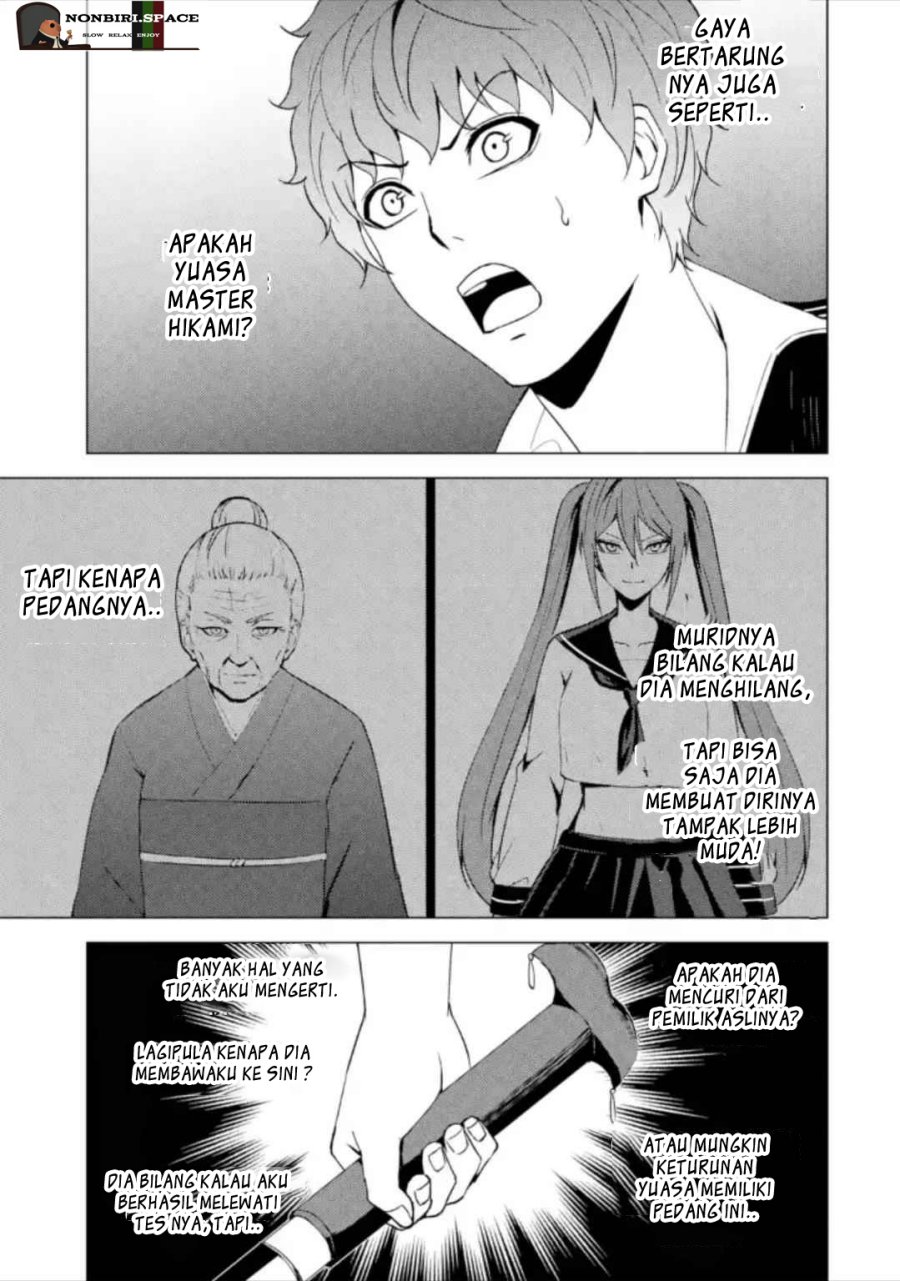 NONBIRI.SPACE
SLOW RELAX ENJOY
GAYA
BERTARUNG
NYA JUGA
SEPERTI..
APAKAH
YUASA
MASTER
HIKAMI?
MURIDNYA
BILANG KALAU
DIA MENGHILANG,
TAPI BISA
SAJA DIA
MEMBUAT DIRINYA
TAMPAK LEBIH
MUDA!
TAPI KENAPA
PEDANGNYA..
APAKAH DIA
MENCURI DARI
PEMILIK ASLINYA?
ATAU MUNGKIN
KETURUNAN
YUASA MEMILIKI
PEDANG INI..
BANYAK HAL YANG
TIDAK AKU MENGERTI.
LAGIPULA KENAPA DIA
MEMBAWAKU KE SINI ?
DIA BILANG KALAU AKU
BERHASIL MELEWATI
TES NYA, TAPI..